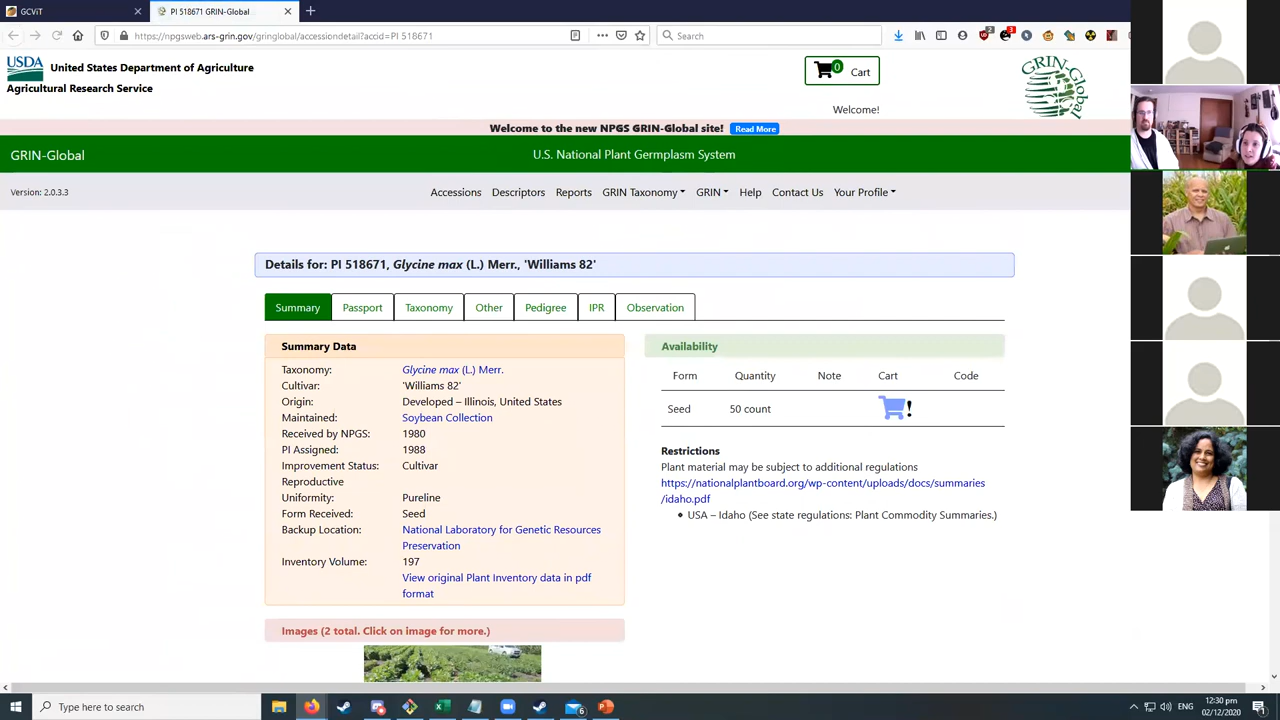 GCViT
PI 518671 GRIN-Global
https://npgsweb.ars-grin.gov/gringlobal/accessiondetail?accid=PI 518671
Search
2
3
USDA United States Department of Agriculture
Agricultural Research Service
0 Cart
GRIN-Global
Welcome!
Welcome to the new NPGS GRIN-Global site! Read More
GRIN-Global
U.S. National Plant Germplasm System
Version: 2.0.3.3
Accessions Descriptors Reports GRIN Taxonomy GRIN Help Contact Us Your Profile
Details for: PI 518671, Glycine max (L.) Merr., 'Williams 82'
Summary Passport Taxonomy Other Pedigree IPR Observation
Summary Data
Taxonomy: Glycine max (L.) Merr.
Cultivar: 'Williams 82'
Origin: Developed – Illinois, United States
Maintained: Soybean Collection
Received by NPGS: 1980
PI Assigned: 1988
Improvement Status: Cultivar
Reproductive
Uniformity: Pureline
Form Received: Seed
Backup Location: National Laboratory for Genetic Resources
Preservation
Inventory Volume: 197
View original Plant Inventory data in pdf
format
Images (2 total. Click on image for more.)
Availability
Form Quantity Note Cart Code
Seed 50 count !
Restrictions
Plant material may be subject to additional regulations
https://nationalplantboard.org/wp-content/uploads/docs/summaries
/idaho.pdf
• USA – Idaho (See state regulations: Plant Commodity Summaries.)
Type here to search
6
ENG
12:30 pm
02/12/2020
1